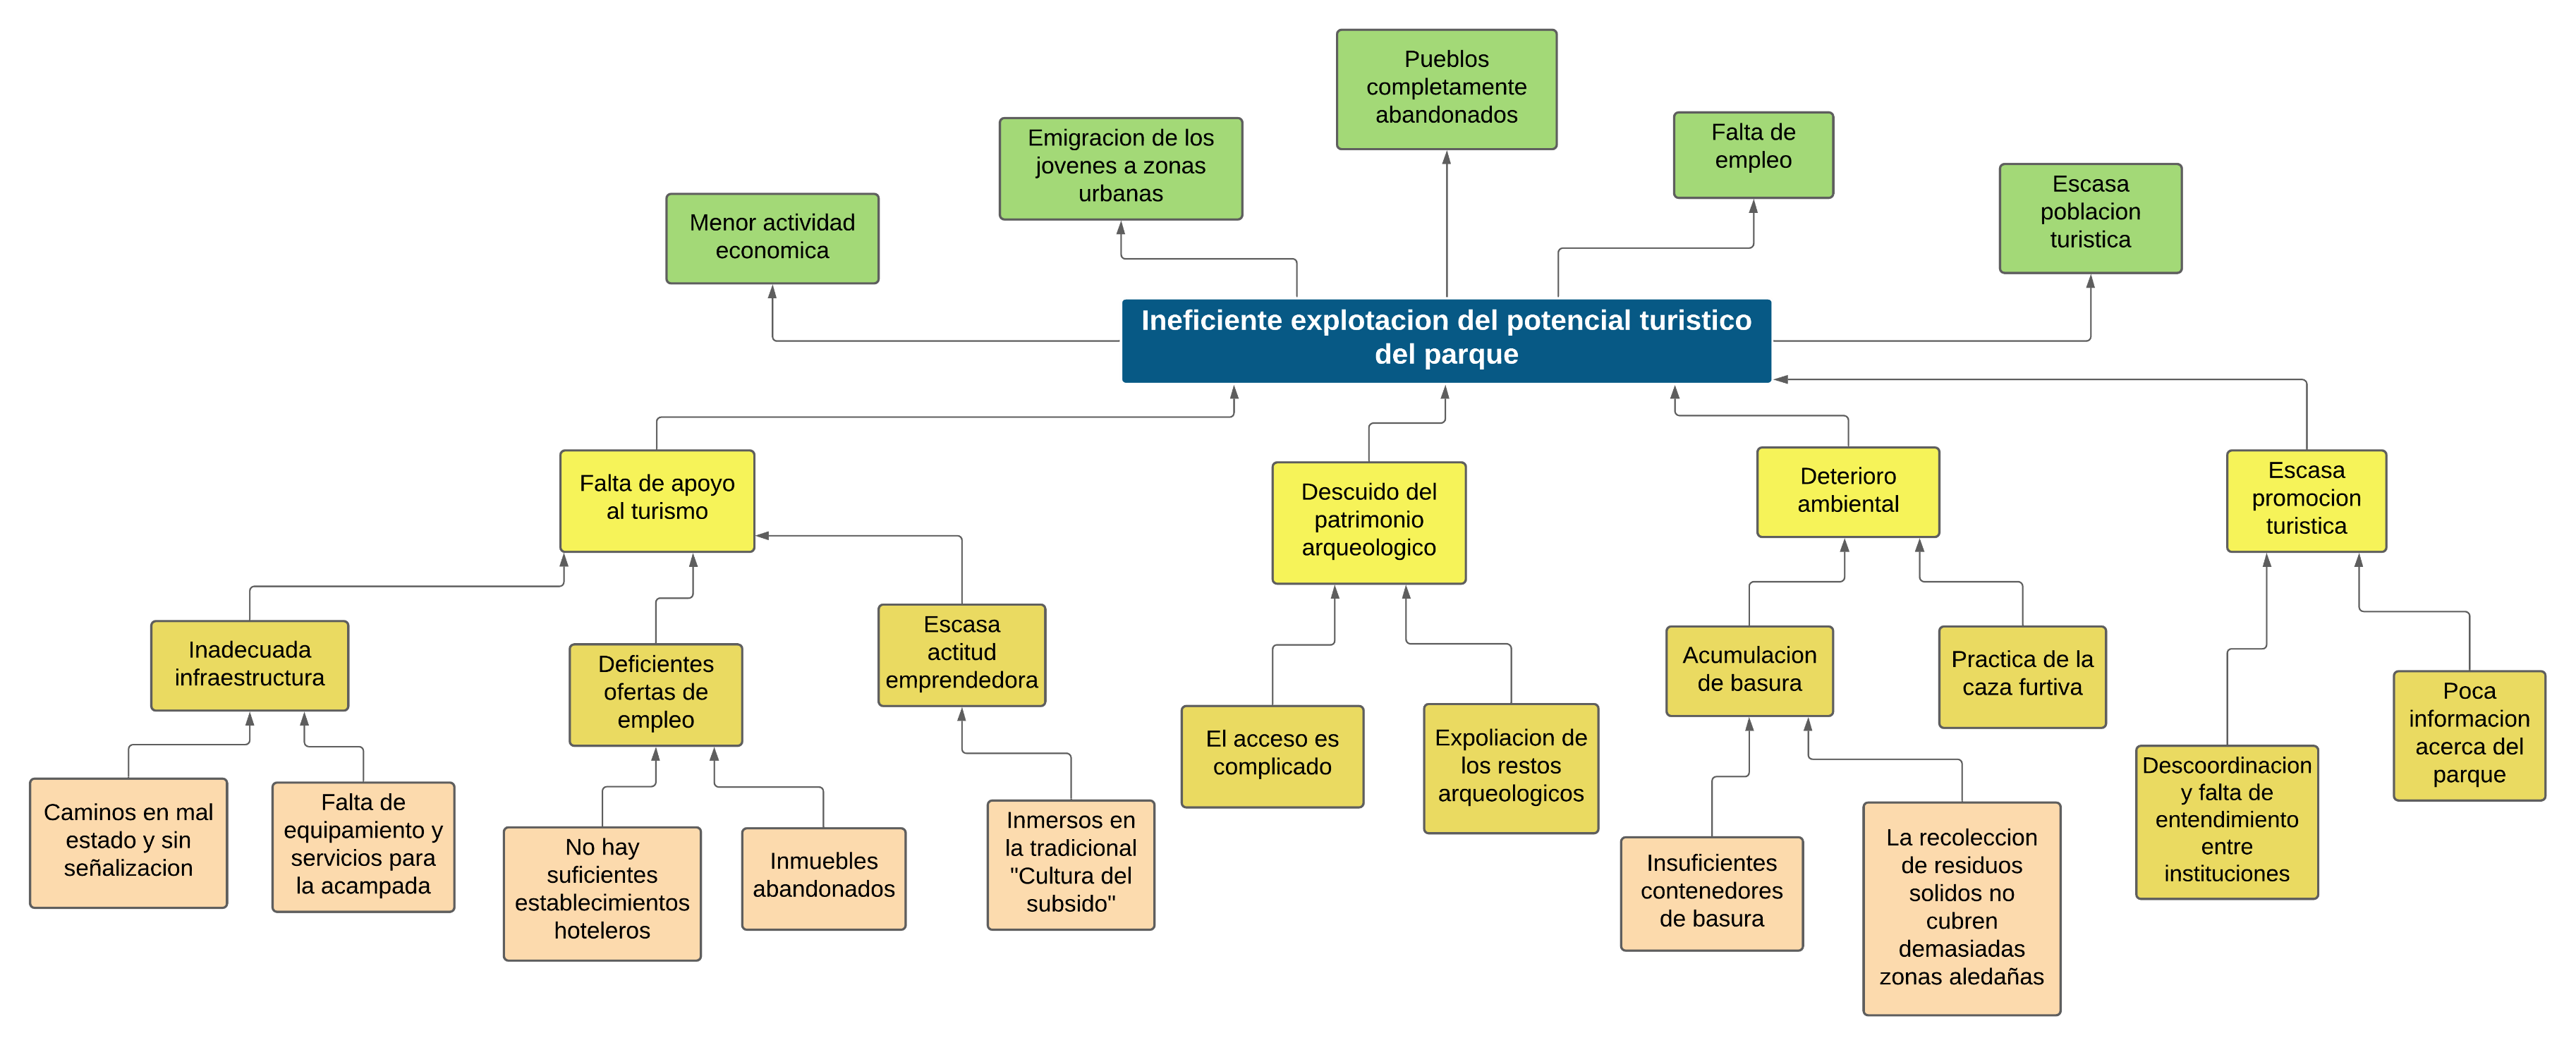 Pueblos
completamente
abandonados
Emigracion de los
jovenes a zonas
urbanas
Falta de
empleo
Menor actividad
economica
Escasa
poblacion
turistica
Ineficiente explotacion del potencial turistico
del parque
Falta de apoyo
al turismo
Descuido del
patrimonio
arqueologico
Deterioro
ambiental
Escasa
promocion
turistica
Inadecuada
infraestructura
Deficientes
ofertas de
empleo
Escasa
actitud
emprendedora
El acceso es
complicado
Expoliacion de
los restos
arqueologicos
Acumulacion
de basura
Practica de la
caza furtiva
Descoordinacion
y falta de
entendimiento
entre
instituciones
Poca
informacion
acerca del
parque
Caminos en mal
estado y sin
señalizacion
Falta de
equipamiento y
servicios para
la acampada
No hay
suficientes
establecimientos
hoteleros
Inmuebles
abandonados
Inmersos en
la tradicional
"Cultura del
subsido"
Insuficientes
contenedores
de basura
La recoleccion
de residuos
solidos no
cubren
demasiadas
zonas aledañas